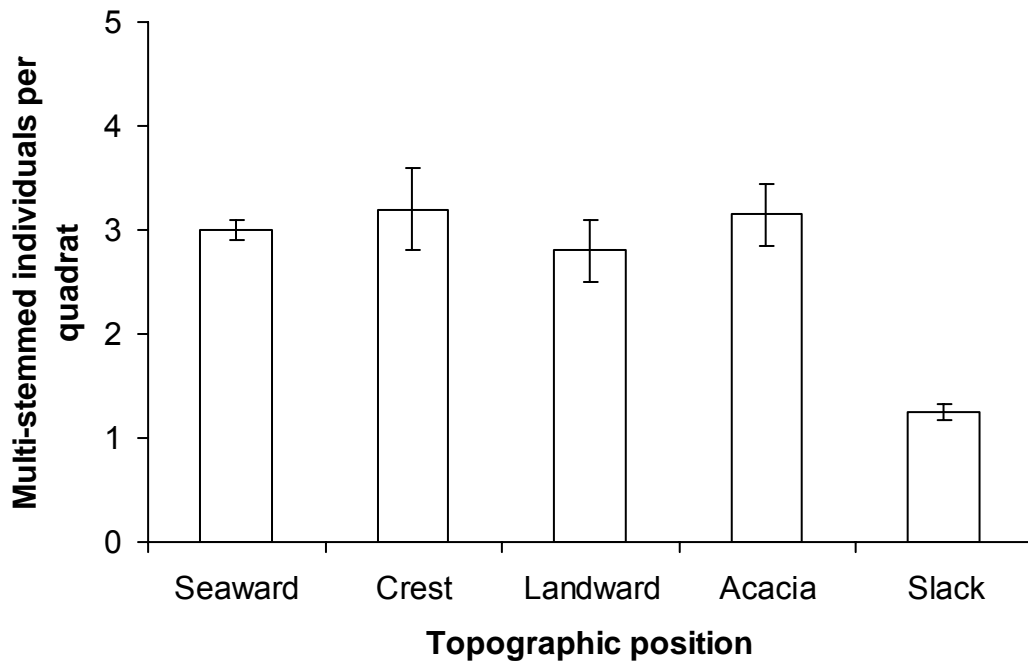 Multi-stemmed individuals per
quadrat
5
4
3
2
1
0
Seaward Crest Landward Acacia Slack
Topographic position